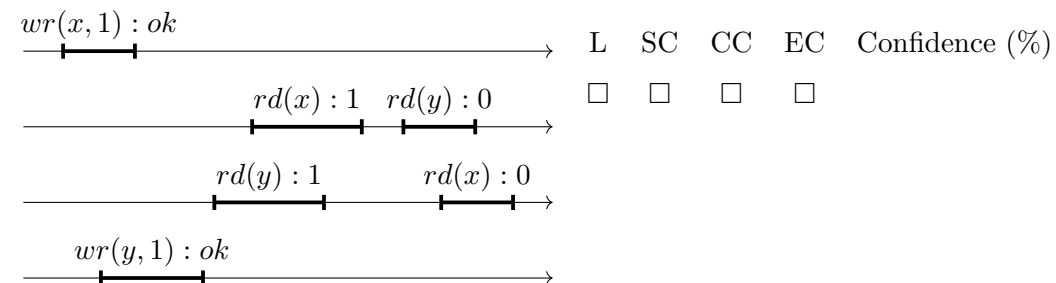 wr(x, 1) : ok
L SC CC EC Confidence (%)
□ □ □ □
rd(x) : 1 rd(y) : 0
rd(y) : 1 rd(x) : 0
wr(y, 1) : ok